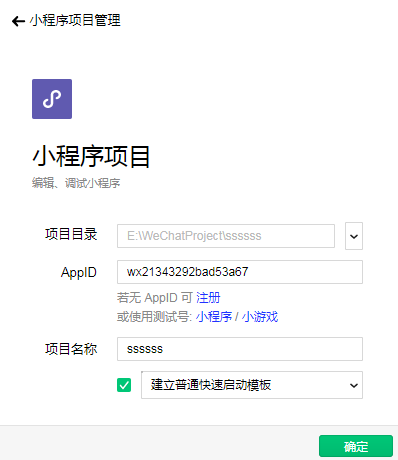 小程序项目管理
小程序项目
编辑、调试小程序
项目目录 E:\WeChatProject\ssssss
AppID wx21343292bad53a67
若无 AppID 可 注册
或使用测试号: 小程序 / 小游戏
项目名称 ssssss
建立普通快速启动模板
确定